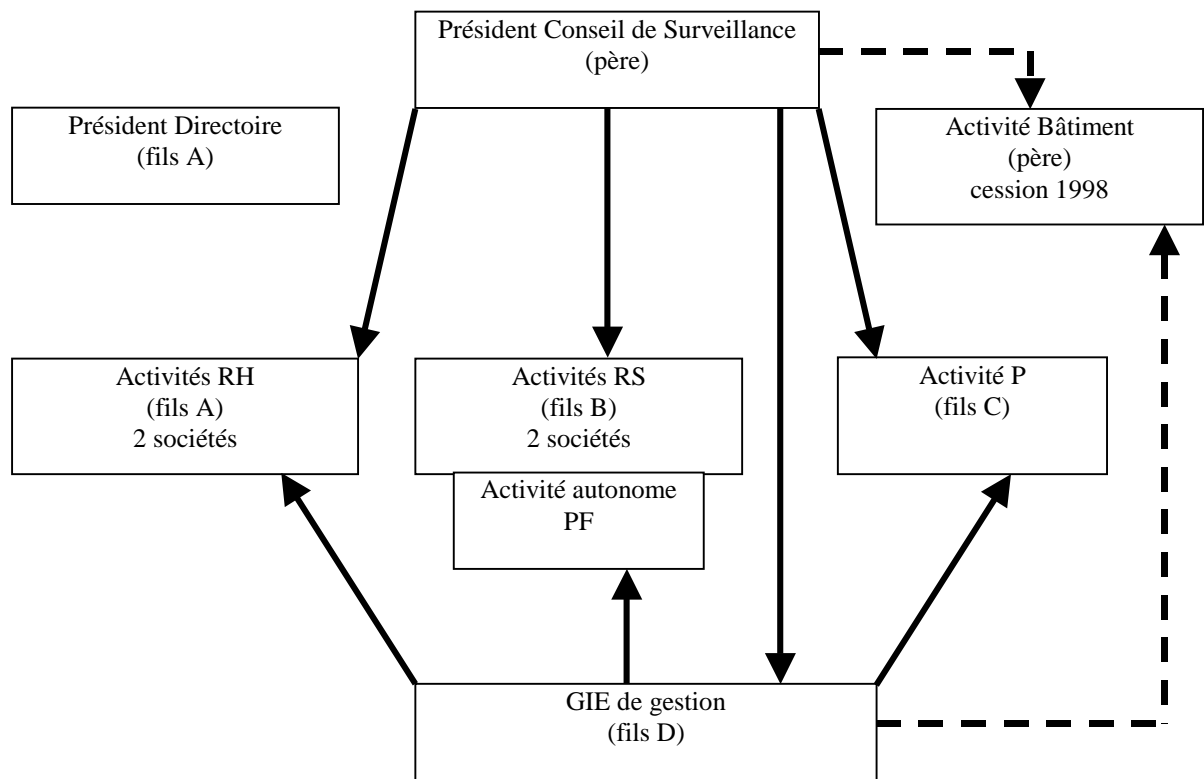 Président Conseil de Surveillance
(père)
Président Directoire
(fils A)
Activité Bâtiment
(père)
cession 1998
Activités RH
(fils A)
2 sociétés
Activités RS
(fils B)
2 sociétés
Activité P
(fils C)
Activité autonome
PF
GIE de gestion
(fils D)